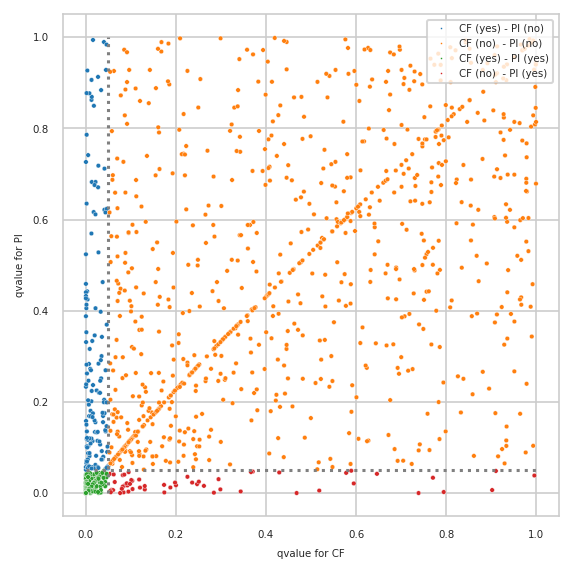 CF (yes) - PI (no)
CF (no)  - PI (no)
CF (yes) - PI (yes)
CF (no)  - PI (yes)
1.0
0.8
0.6
0.4
0.2
0.0
qvalue for PI
0.0 0.2 0.4 0.6 0.8 1.0
qvalue for CF